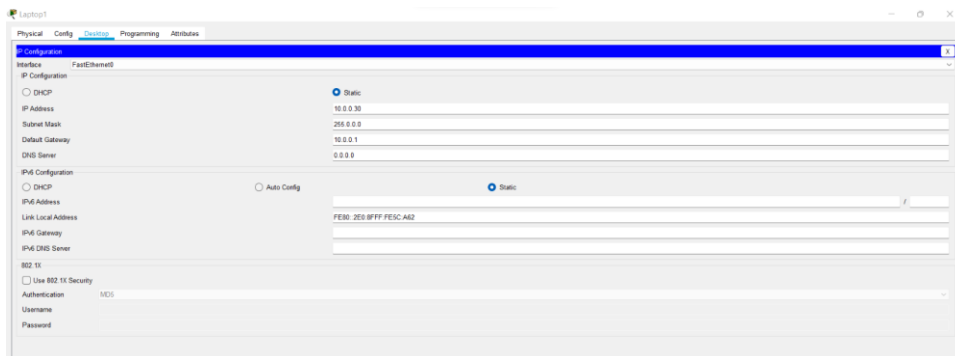 Laptop1
Physical Config Desktop Programming Attributes
IP Configuration X
Interface FastEthernet0
IP Configuration
DHCP Static
IP Address 10.0.0.30
Subnet Mask 255.0.0.0
Default Gateway 10.0.0.1
DNS Server 0.0.0.0
IPv6 Configuration
DHCP Auto Config Static
IPv6 Address /
Link Local Address FE80::2E0:8FFF:FE5C:A62
IPv6 Gateway
IPv6 DNS Server
802.1X
Use 802.1X Security
Authentication MD5
Username
Password